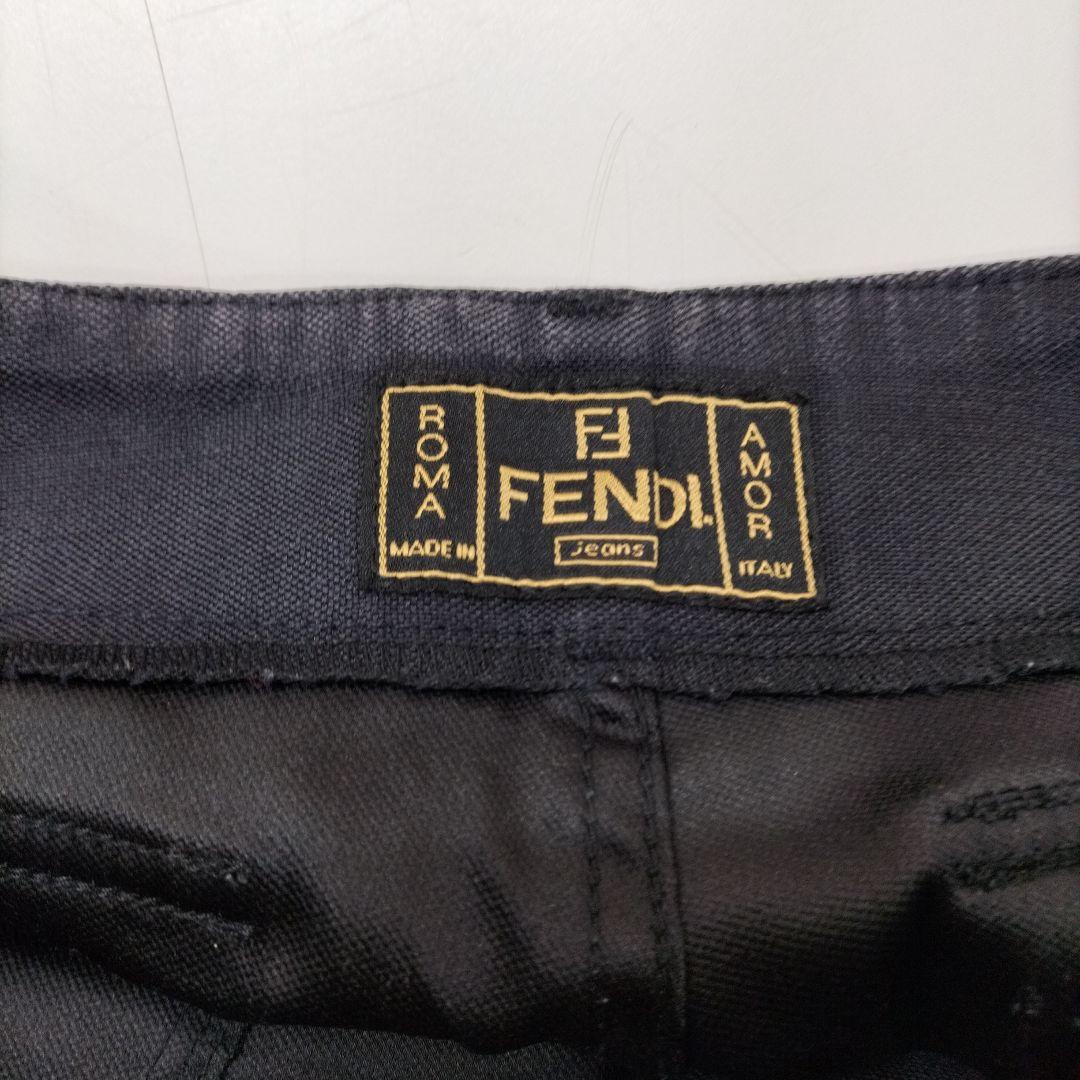 ROMA
MADE IN
FF
FENDI.
jeans
AMOR
ITALY